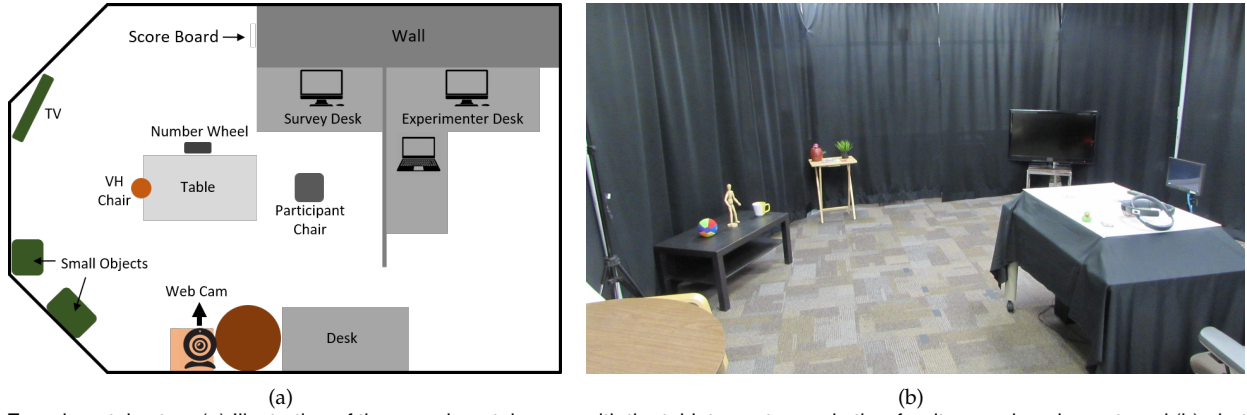 Score Board
Wall
TV
Survey Desk
Experimenter Desk
Number Wheel
VH
Chair
Table
Participant
Chair
Small Objects
Web Cam
Desk
(a)
(b)